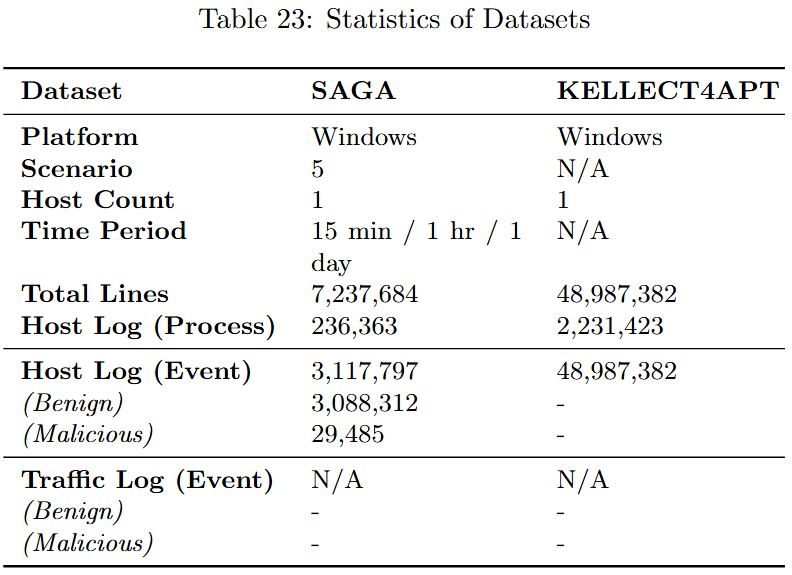 Table 23: Statistics of Datasets
Dataset SAGA KELLECT4APT
Platform Windows Windows
Scenario 5 N/A
Host Count 1 1
Time Period 15 min / 1 hr / 1 N/A
day
Total Lines 7,237,684 48,987,382
Host Log (Process) 236,363 2,231,423
Host Log (Event) 3,117,797 48,987,382
(Benign) 3,088,312 -
(Malicious) 29,485 -
Traffic Log (Event) N/A N/A
(Benign) - -
(Malicious) - -